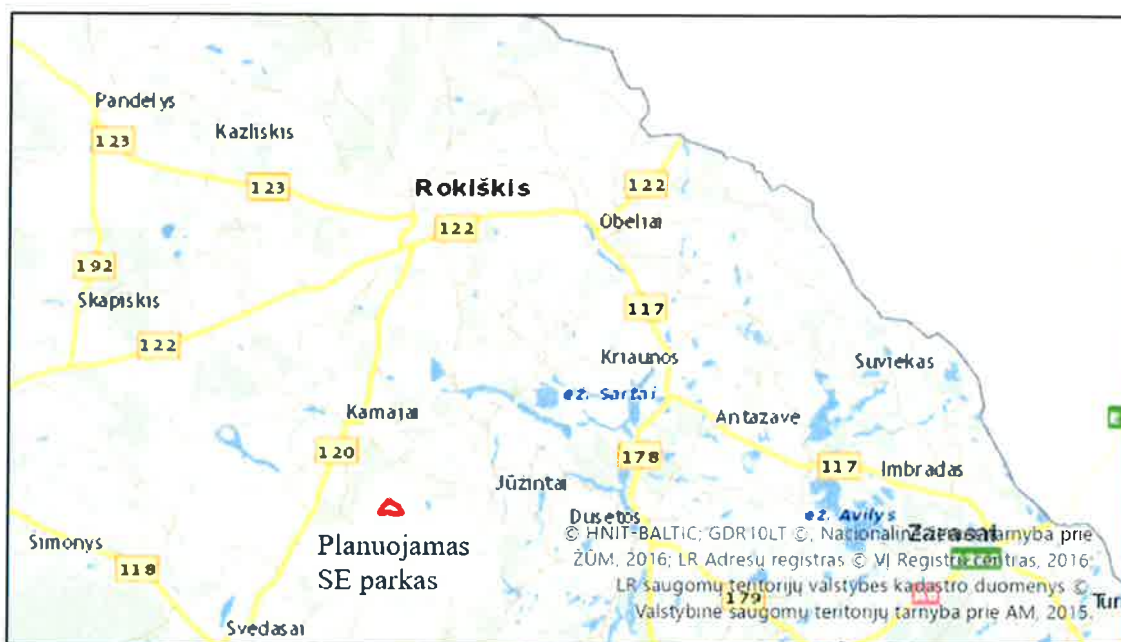 Pandelys
123
Kazliskis
123
Rokiškis
122
122
Obeliai
192
Skapiskis
117
122
Kriaunos
Suviekas
ež. Sartai
Kamajai
Antazave
120
178
117
Imbradas
Jūžintai
ež. Avilys
Dusetos
Zarasai
Planuojamas
SE parkas
Simonys
118
Svedasai
179
© HNIT-BALTIC; GDR10LT ©, Nacionalinė žemės tarnyba prie
ŽŪM, 2016; LR Adresų registras © VĮ Registrų centras, 2016;
LR saugomų teritorijų valstybės kadastro duomenys ©
Valstybinė saugomų teritorijų tarnyba prie AM, 2015.